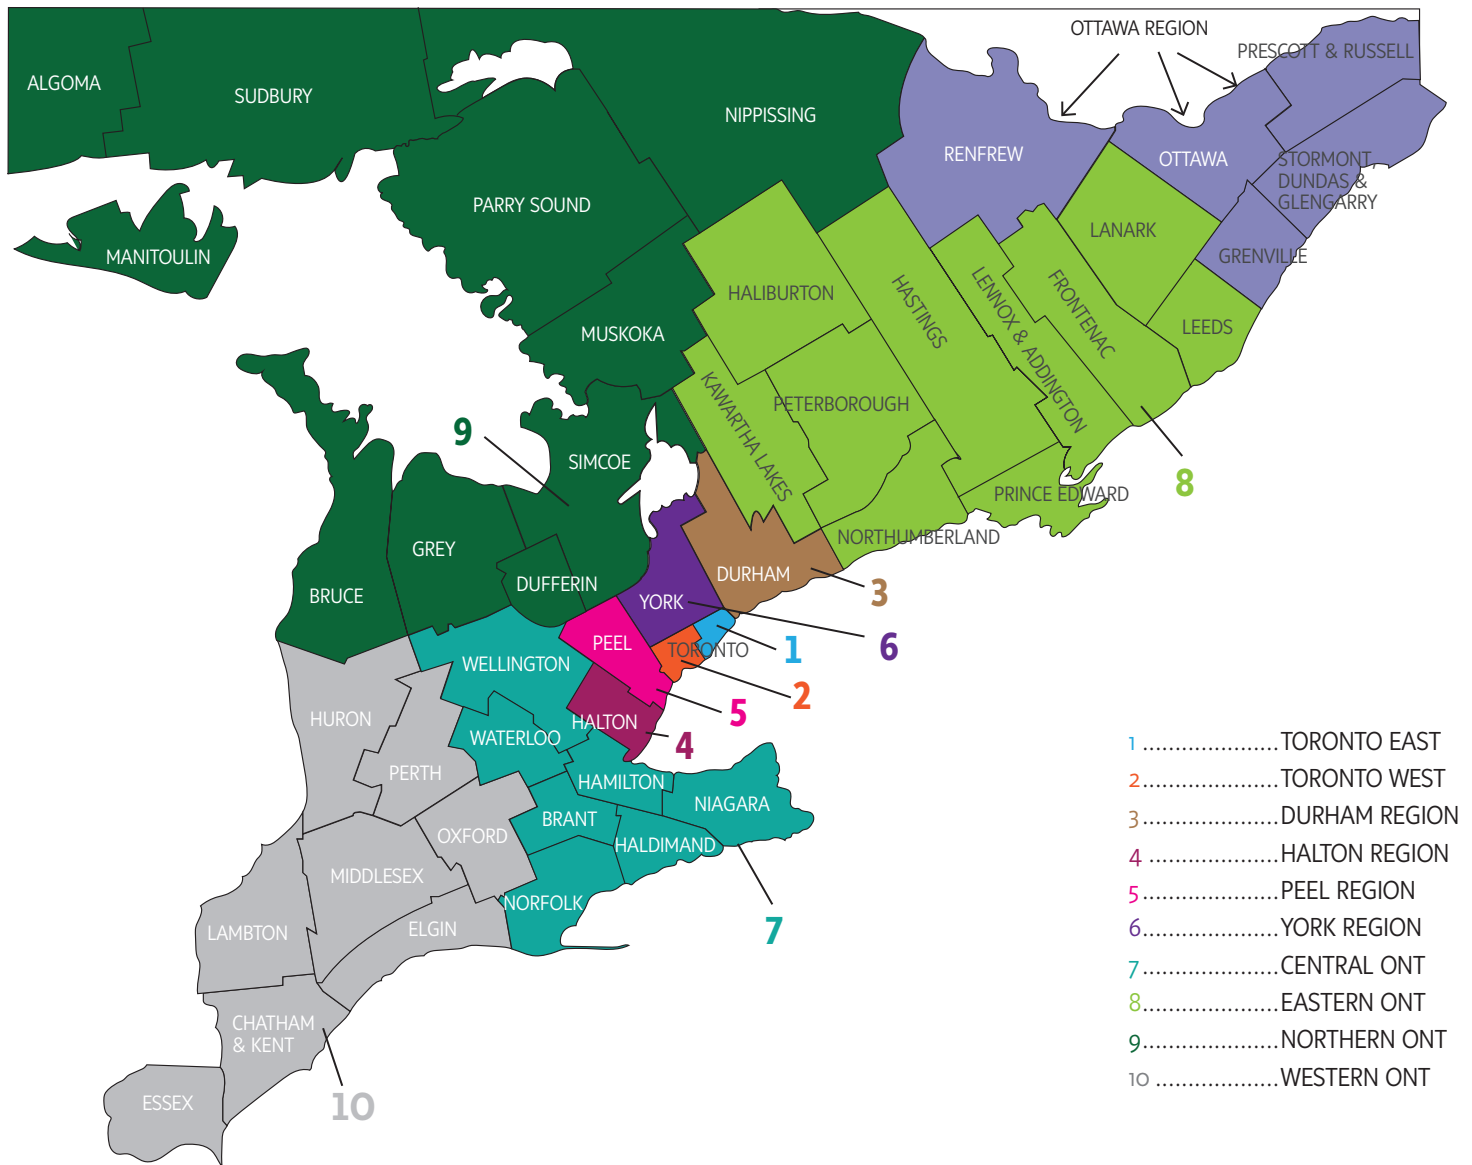 OTTAWA REGION
PRESCOTT & RUSSELL
ALGOMA
SUDBURY
NIPPISSING
RENFREW
OTTAWA
STORMONT,
DUNDAS &
GLENGARRY
PARRY SOUND
LANARK
MANITOULIN
GRENVILLE
HALIBURTON
HASTINGS
LENNOX & ADDINGTON
FRONTENAC
LEEDS
MUSKOKA
KAWARTHA LAKES
PETERBOROUGH
9
SIMCOE
8
PRINCE EDWARD
NORTHUMBERLAND
GREY
DURHAM
DUFFERIN
3
BRUCE
YORK
6
PEEL
TORONTO
1
WELLINGTON
2
5
HURON
HALTON
4
WATERLOO
PERTH
HAMILTON
NIAGARA
BRANT
OXFORD
HALDIMAND
MIDDLESEX
NORFOLK
7
LAMBTON
ELGIN
CHATHAM
& KENT
10
ESSEX
1 .....................TORONTO EAST
2 .....................TORONTO WEST
3 .....................DURHAM REGION
4 ....................HALTON REGION
5 .....................PEEL REGION
6.....................YORK REGION
7 .....................CENTRAL ONT
8.....................EASTERN ONT
9.....................NORTHERN ONT
10 ...................WESTERN ONT